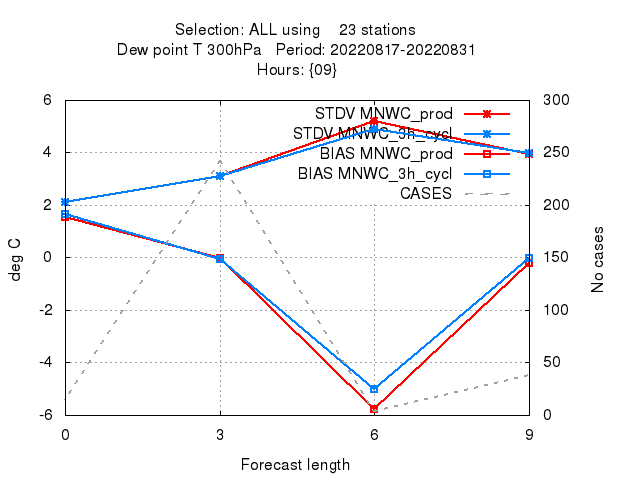 Selection: ALL using    23 stations
Dew point T 300hPa   Period: 20220817-20220831
Hours: {09}
STDV MNWC_prod
STDV MNWC_3h_cycl
BIAS MNWC_prod
BIAS MNWC_3h_cycl
CASES
deg C
No cases
6
4
2
0
-2
-4
-6
300
250
200
150
100
50
0
0 3 6 9
Forecast length